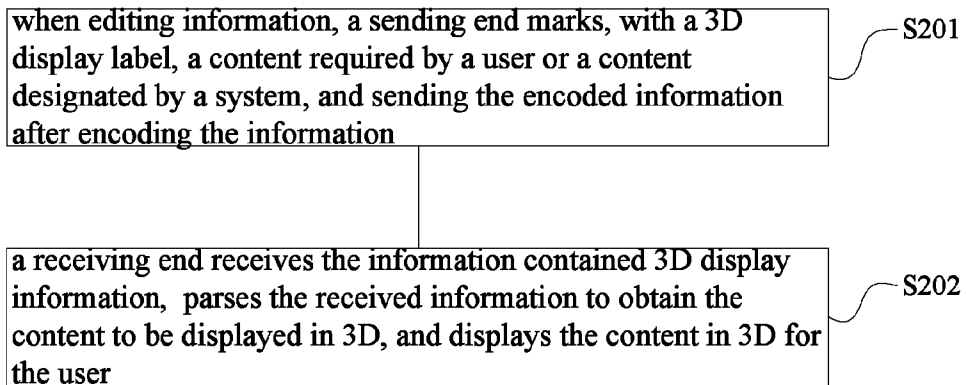 when editing information, a sending end marks, with a 3D
display label, a content required by a user or a content
designated by a system, and sending the encoded information
after encoding the information
S201
a receiving end receives the information contained 3D display
information, parses the received information to obtain the
content to be displayed in 3D, and displays the content in 3D for
the user
S202